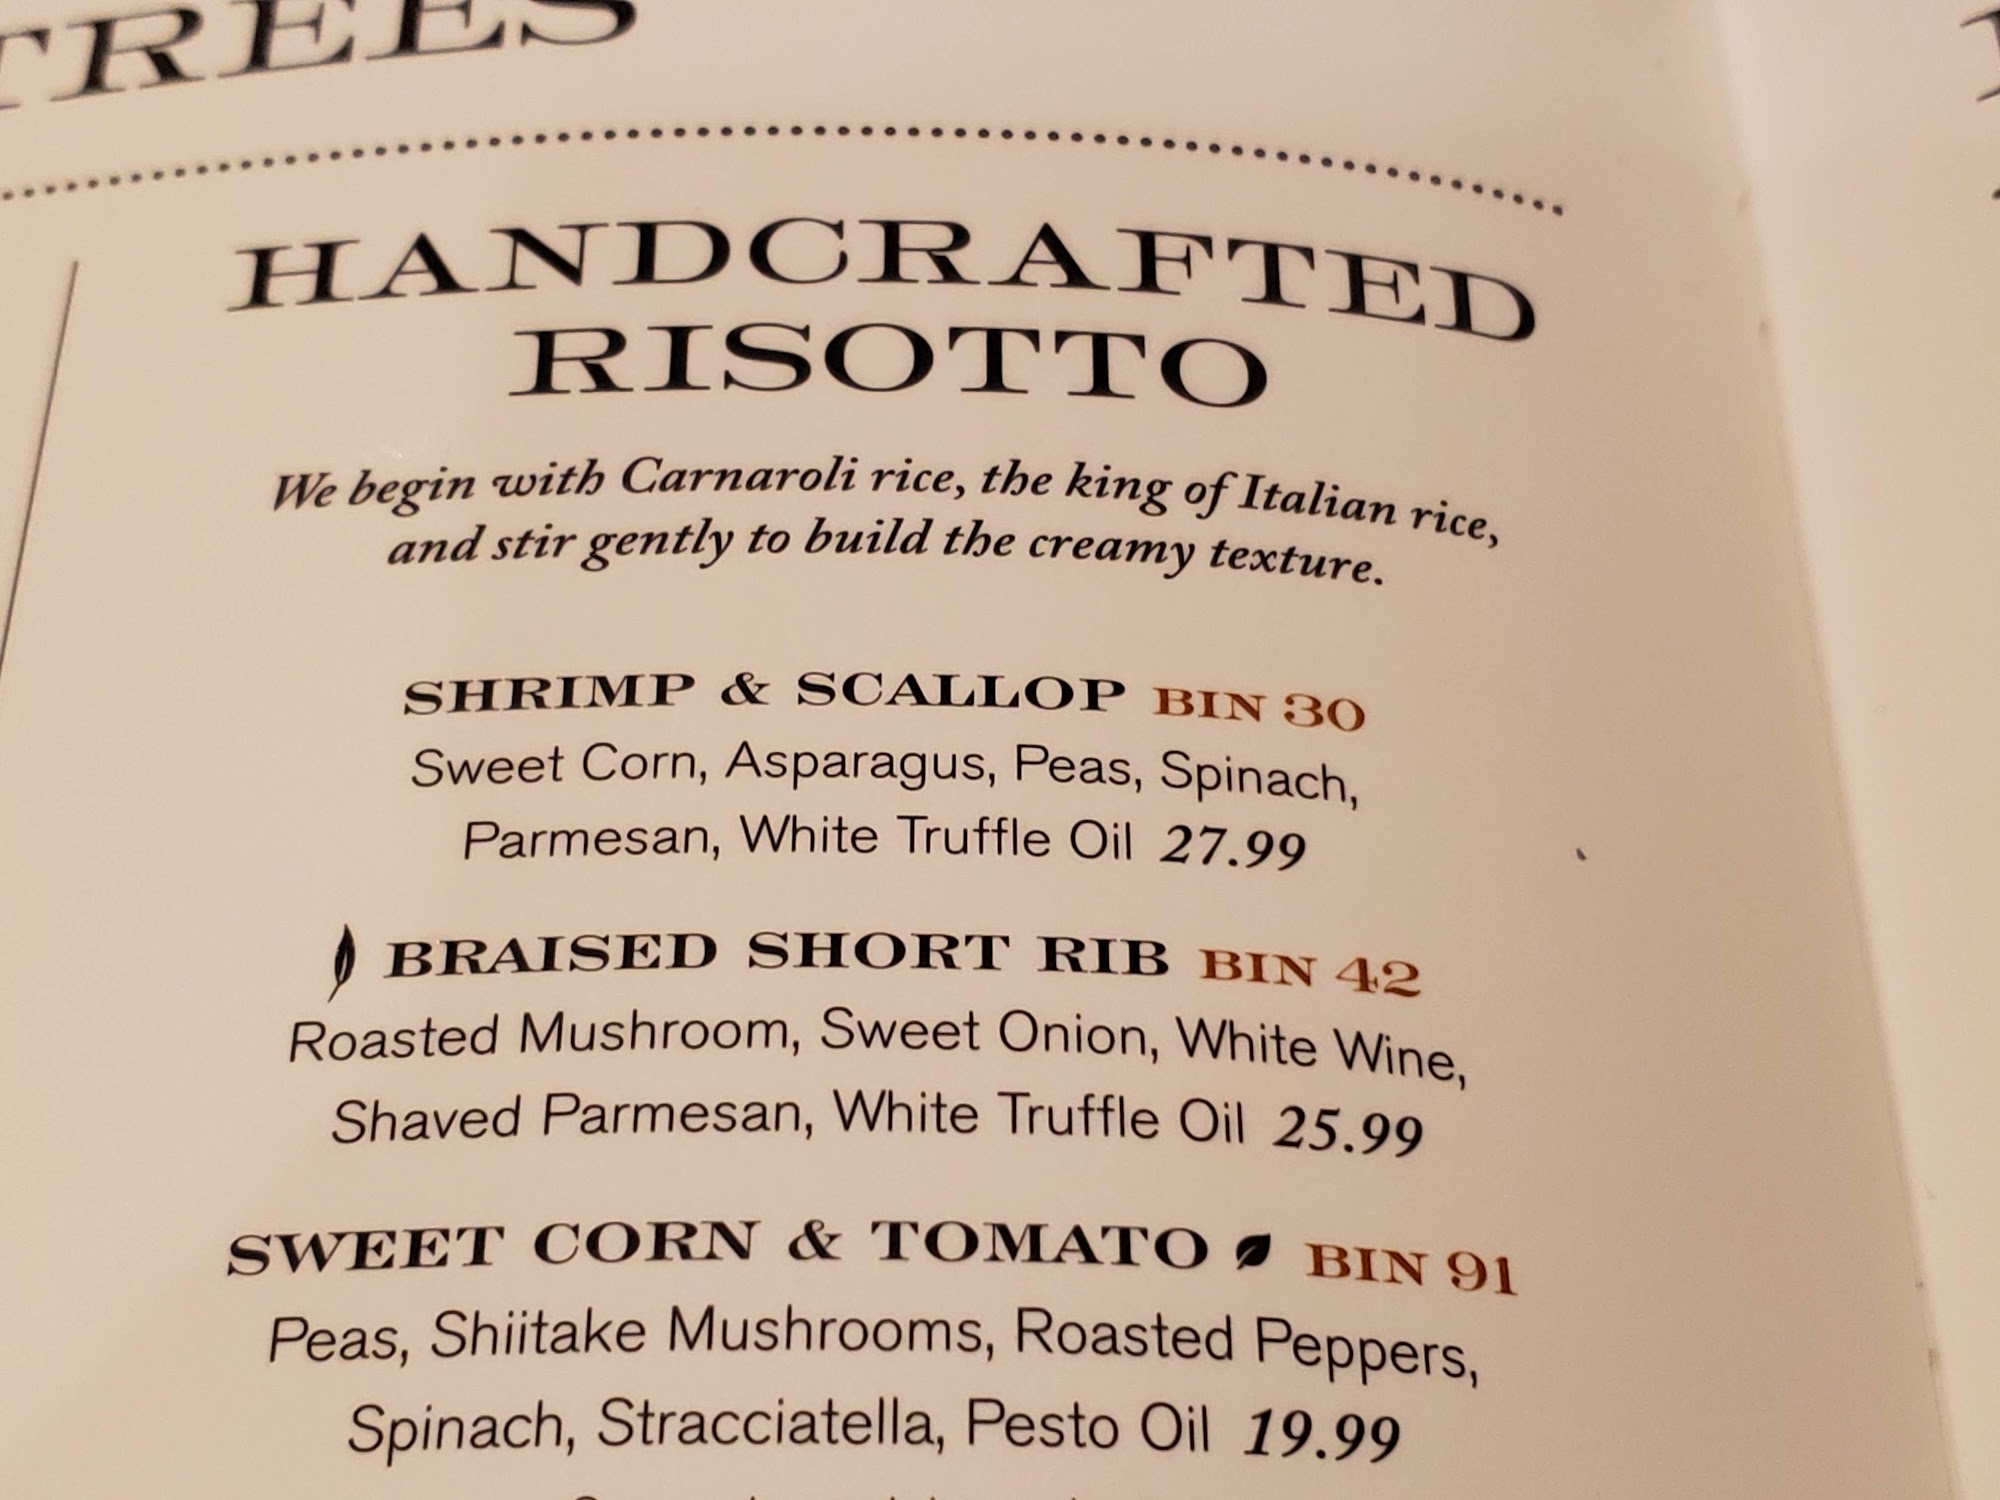 TREES
HANDCRAFTED
RISOTTO
We begin with Carnaroli rice, the king of Italian rice,
and stir gently to build the creamy texture.
SHRIMP & SCALLOP BIN 30
Sweet Corn, Asparagus, Peas, Spinach,
Parmesan, White Truffle Oil 27.99
BRAISED SHORT RIB BIN 42
Roasted Mushroom, Sweet Onion, White Wine,
Shaved Parmesan, White Truffle Oil 25.99
SWEET CORN & TOMATO BIN 91
Peas, Shiitake Mushrooms, Roasted Peppers,
Spinach, Stracciatella, Pesto Oil 19.99